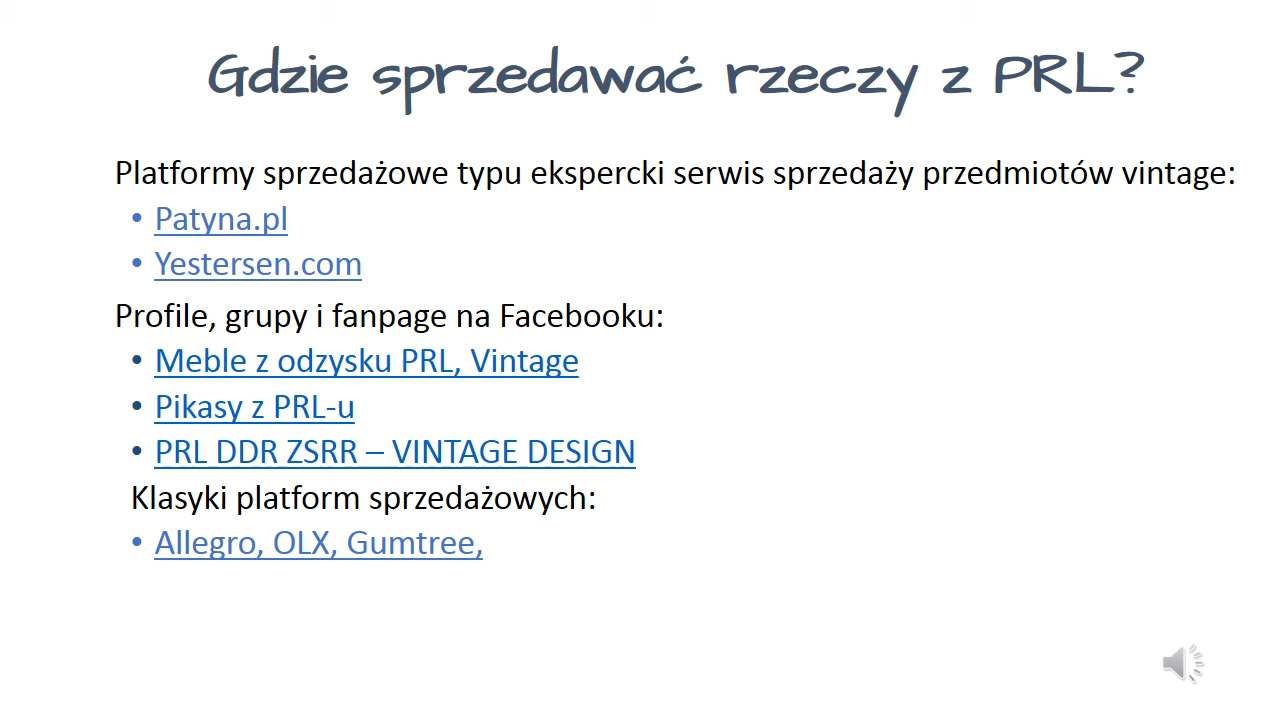 Gdzie sprzedawać rzeczy z PRL?
Platformy sprzedażowe typu ekspercki serwis sprzedaży przedmiotów vintage:
• Patyna.pl
• Yestersen.com
Profile, grupy i fanpage na Facebooku:
• Meble z odzysku PRL, Vintage
• Pikasy z PRL-u
• PRL DDR ZSRR – VINTAGE DESIGN
Klasyki platform sprzedażowych:
• Allegro, OLX, Gumtree,